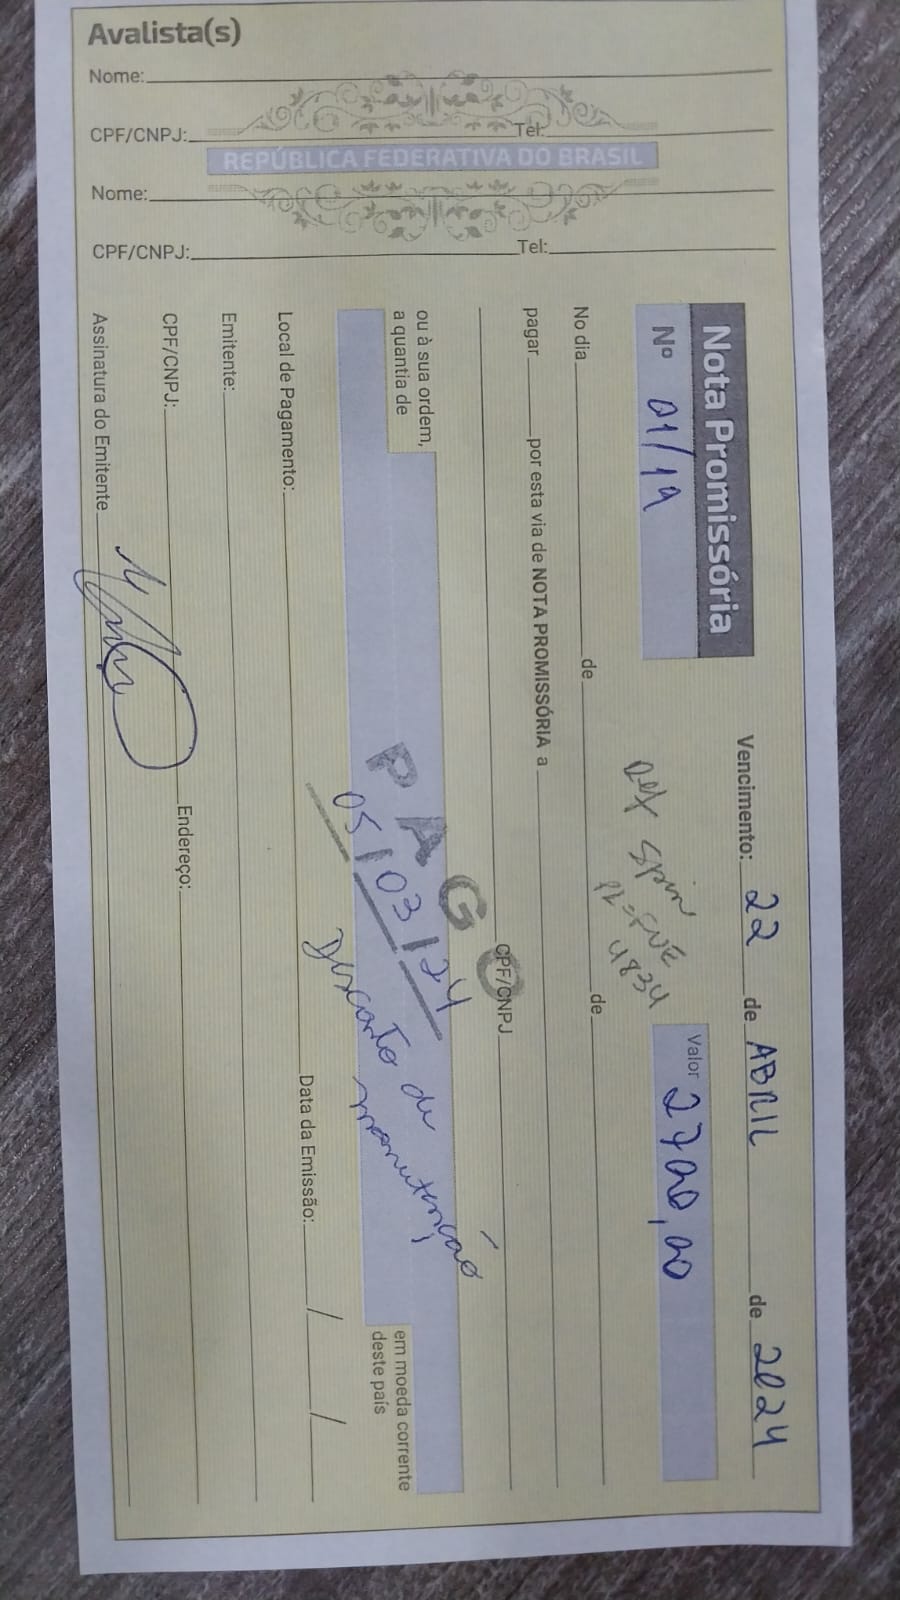 Vencimento: 22 de ABRIL de 2024
Nota Promissória
Nº 01/19
Valor 2700,00
Ref Spin
PL=FUE
4834
No dia de de
pagar por esta via de NOTA PROMISSÓRIA a
CPF/CNPJ
PAGO
05/03/24
Desconto de
manutenção
ou à sua ordem,
a quantia de
em moeda corrente
deste país
Local de Pagamento: Data da Emissão: / /
Emitente:
CPF/CNPJ: Endereço:
Assinatura do Emitente
Avalista(s)
Nome:
CPF/CNPJ: Tel:
REPÚBLICA FEDERATIVA DO BRASIL
Nome:
CPF/CNPJ: Tel: